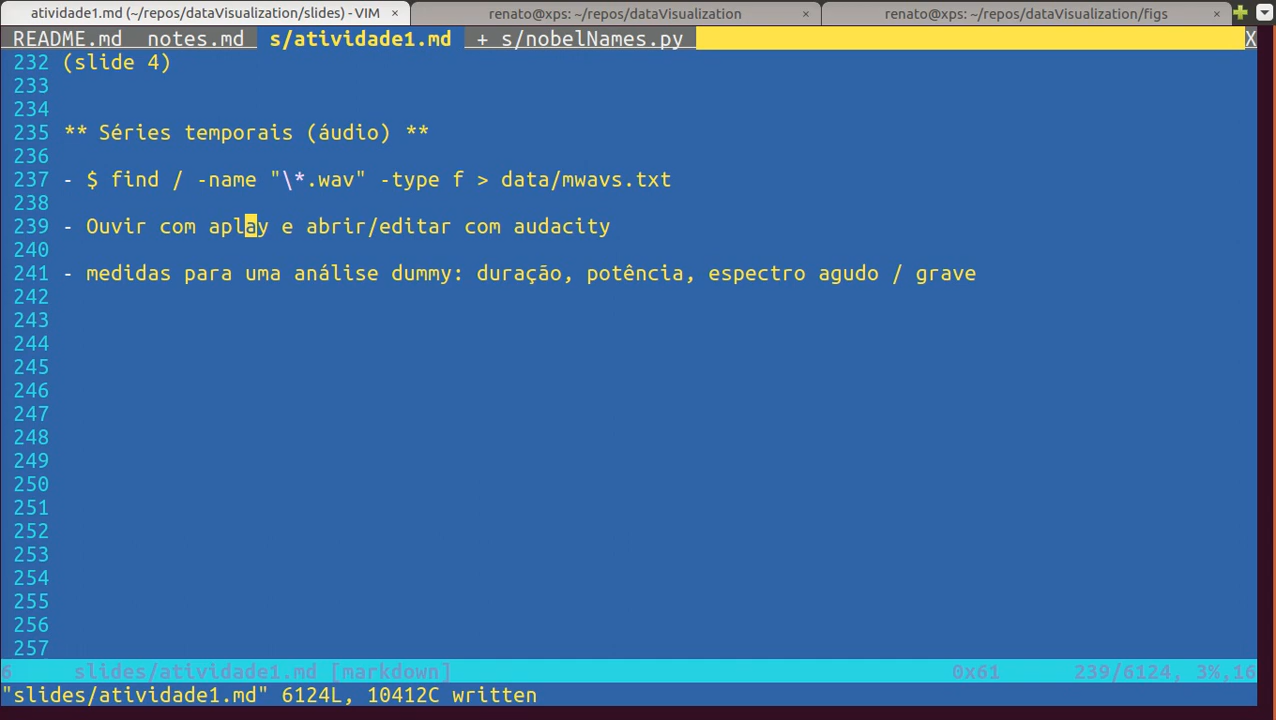 atividade1.md (~/repos/dataVisualization/slides) - VIM × renato@xps: ~/repos/dataVisualization × renato@xps: ~/repos/dataVisualization/figs ×
README.md notes.md s/atividade1.md + s/nobelNames.py X
232 (slide 4)
233
234
235 ** Séries temporais (áudio) **
236
237 - $ find / -name "\*.wav" -type f > data/mwavs.txt
238
239 - Ouvir com aplay e abrir/editar com audacity
240
241 - medidas para uma análise dummy: duração, potência, espectro agudo / grave
242
243
244
245
246
247
248
249
250
251
252
253
254
255
256
257
6 slides/atividade1.md [markdown] 0x61 239/6124, 3%,16
"slides/atividade1.md" 6124L, 10412C written